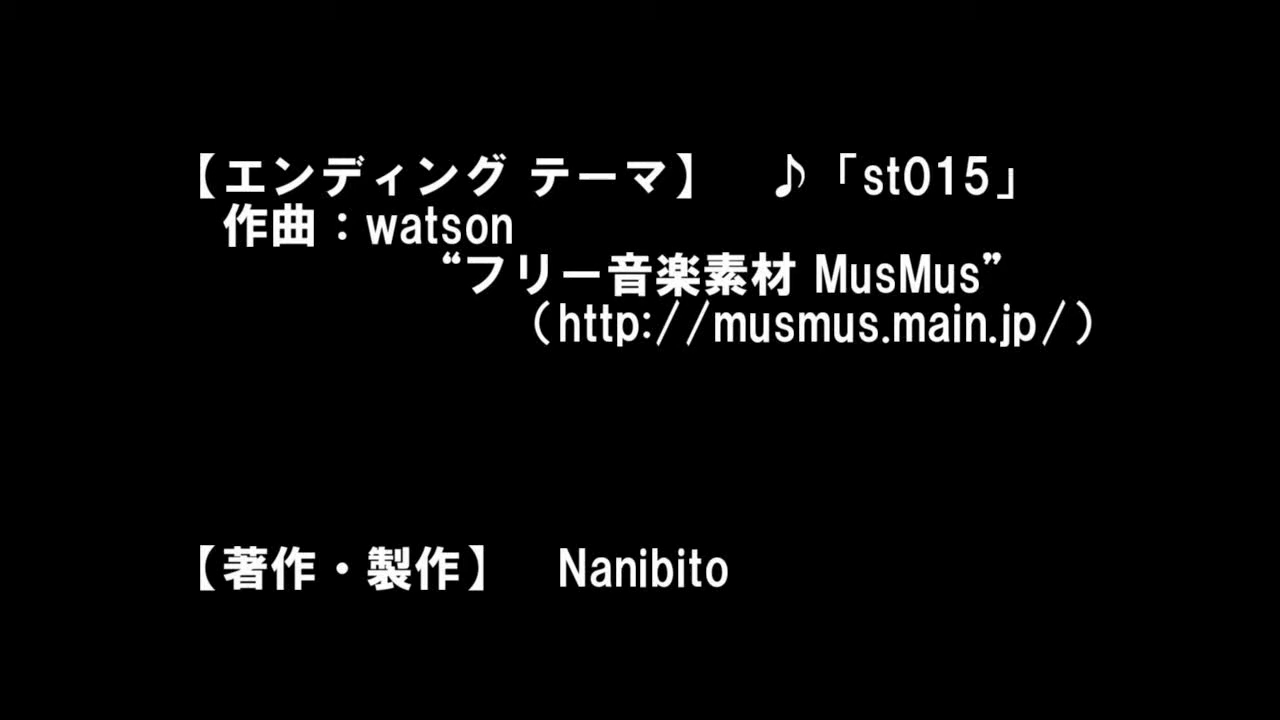 【エンディング テーマ】　♪「st015」
作曲：watson
“フリー音楽素材 MusMus”
（http://musmus.main.jp/）
【著作・製作】　Nanibito